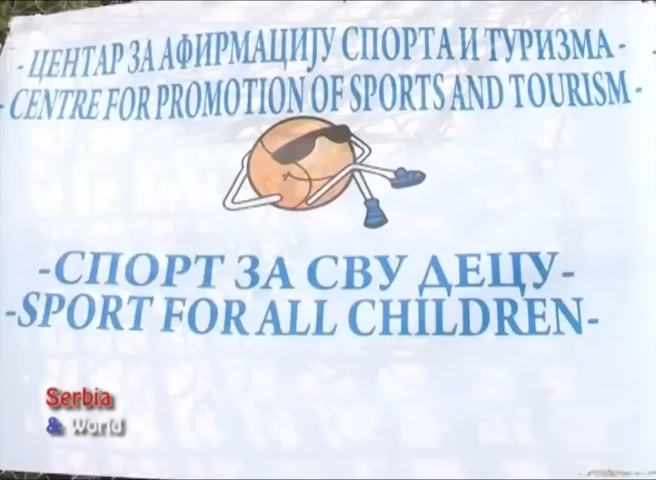 - ЦЕНТАР ЗА АФИРМАЦИЈУ СПОРТА И ТУРИЗМА -
- CENTRE FOR PROMOTION OF SPORTS AND TOURISM -
-СПОРТ ЗА СВУ ДЕЦУ-
-SPORT FOR ALL CHILDREN-
Serbia
& World